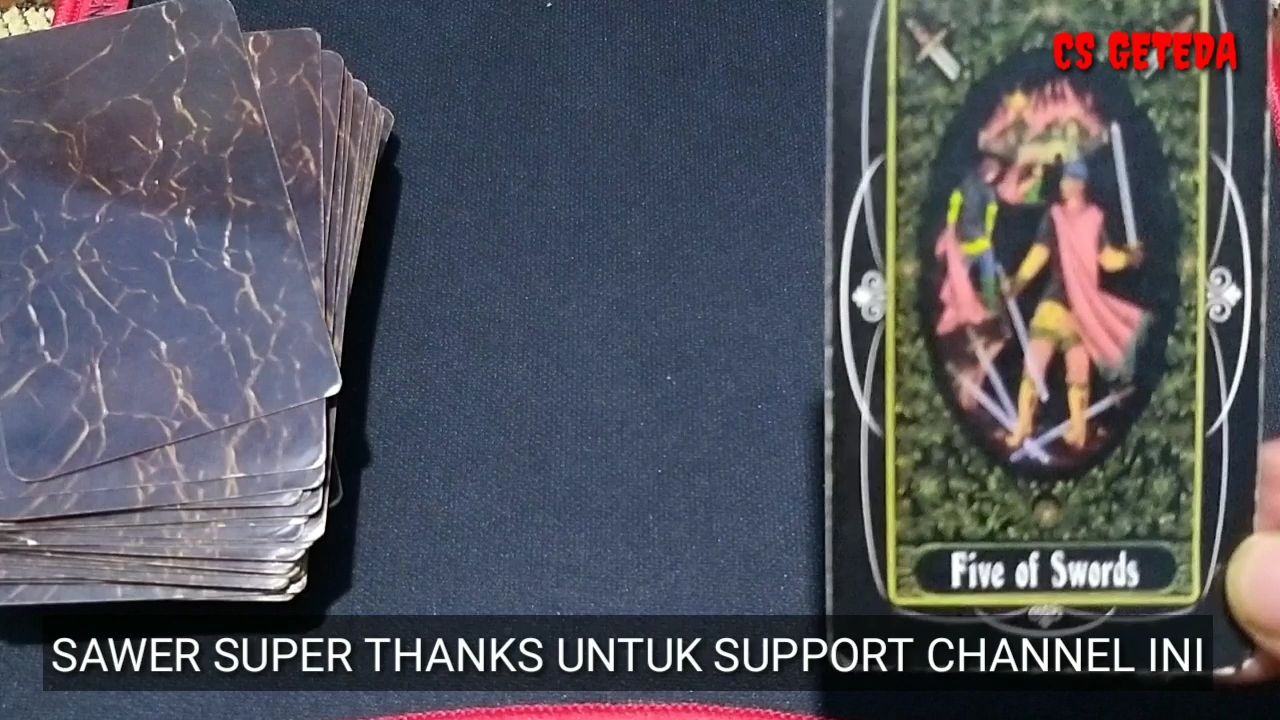 CS GETEDA
Five of Swords
SAWER SUPER THANKS UNTUK SUPPORT CHANNEL INI